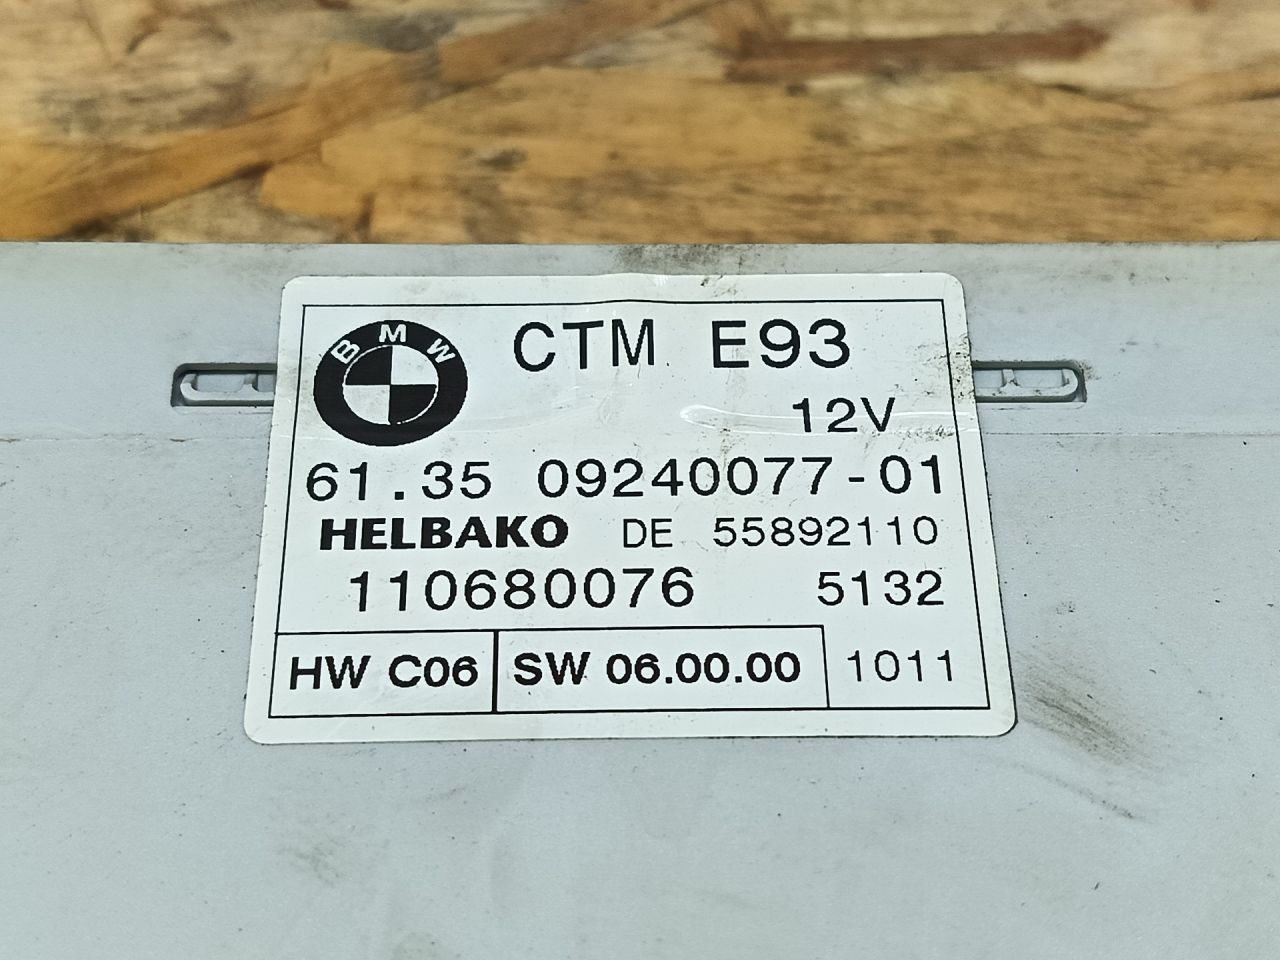 BMW CTM E93
12V
61.35 09240077-01
HELBAKO DE 55892110
110680076 5132
HW C06 SW 06.00.00 1011